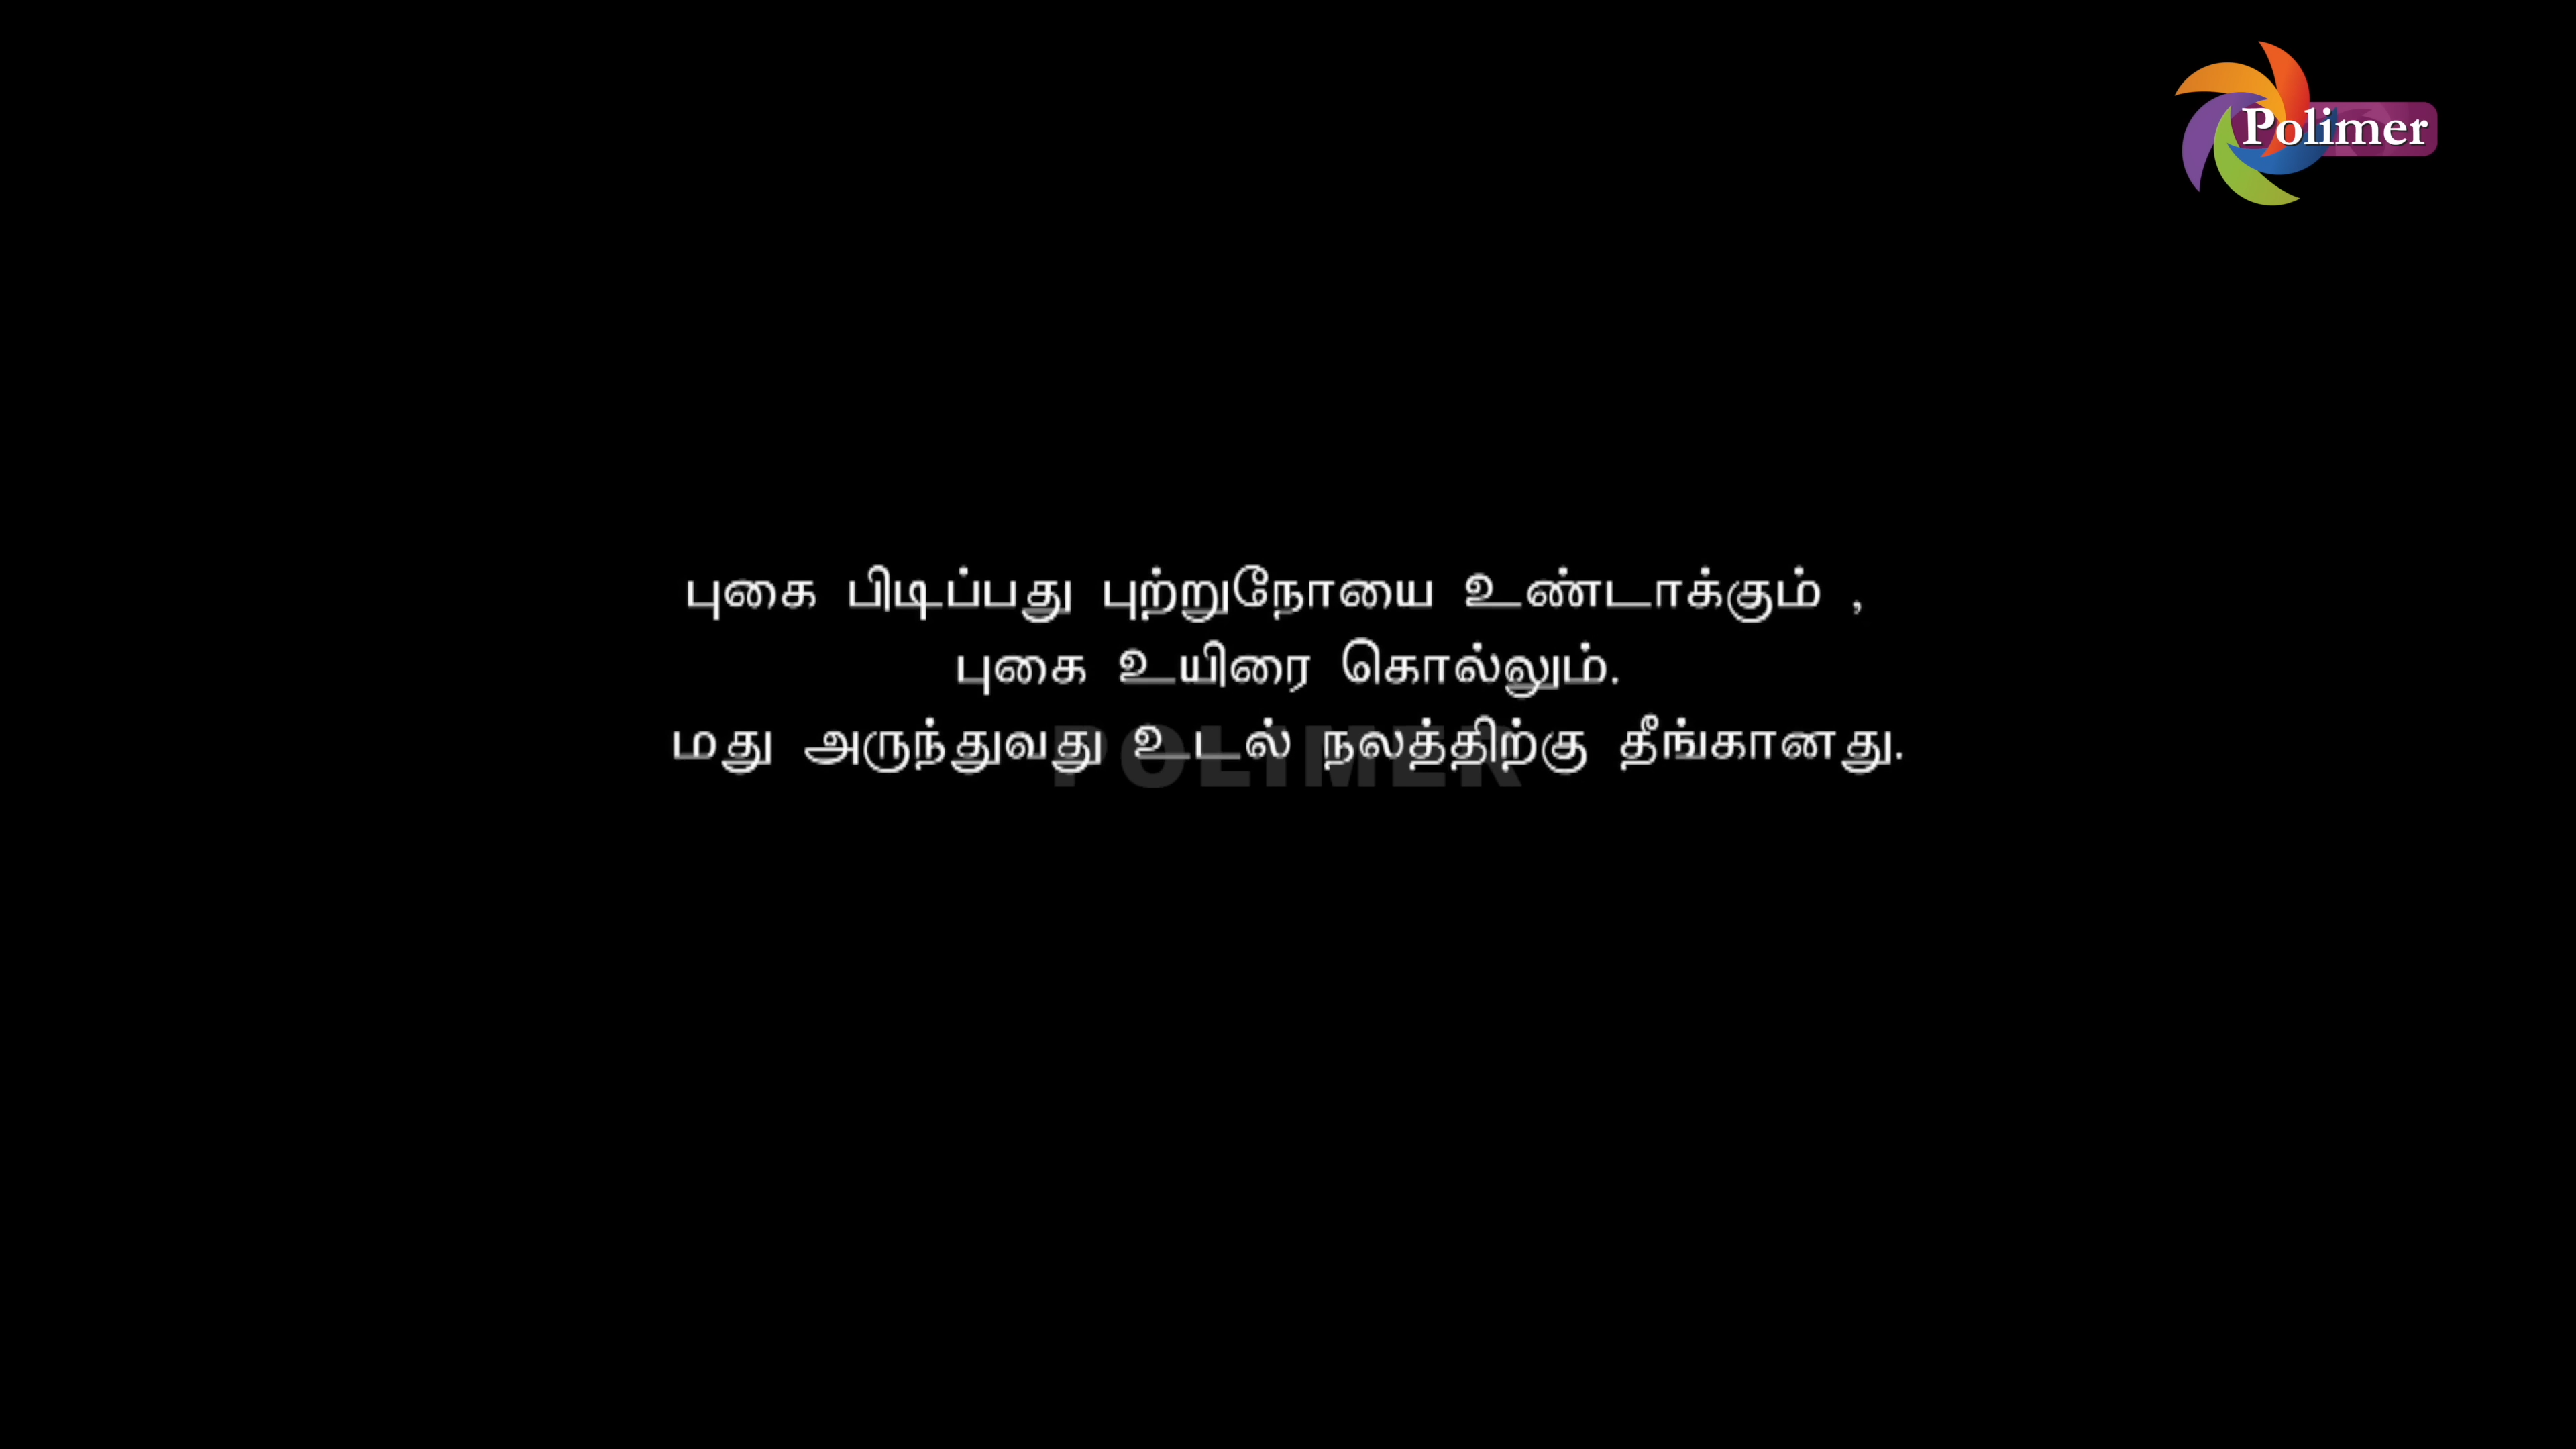 Polimer
புகை பிடிப்பது புற்றுநோயை உண்டாக்கும் ,
புகை உயிரை கொல்லும்.
மது அருந்துவது உடல் நலத்திற்கு தீங்கானது.
POLIMER